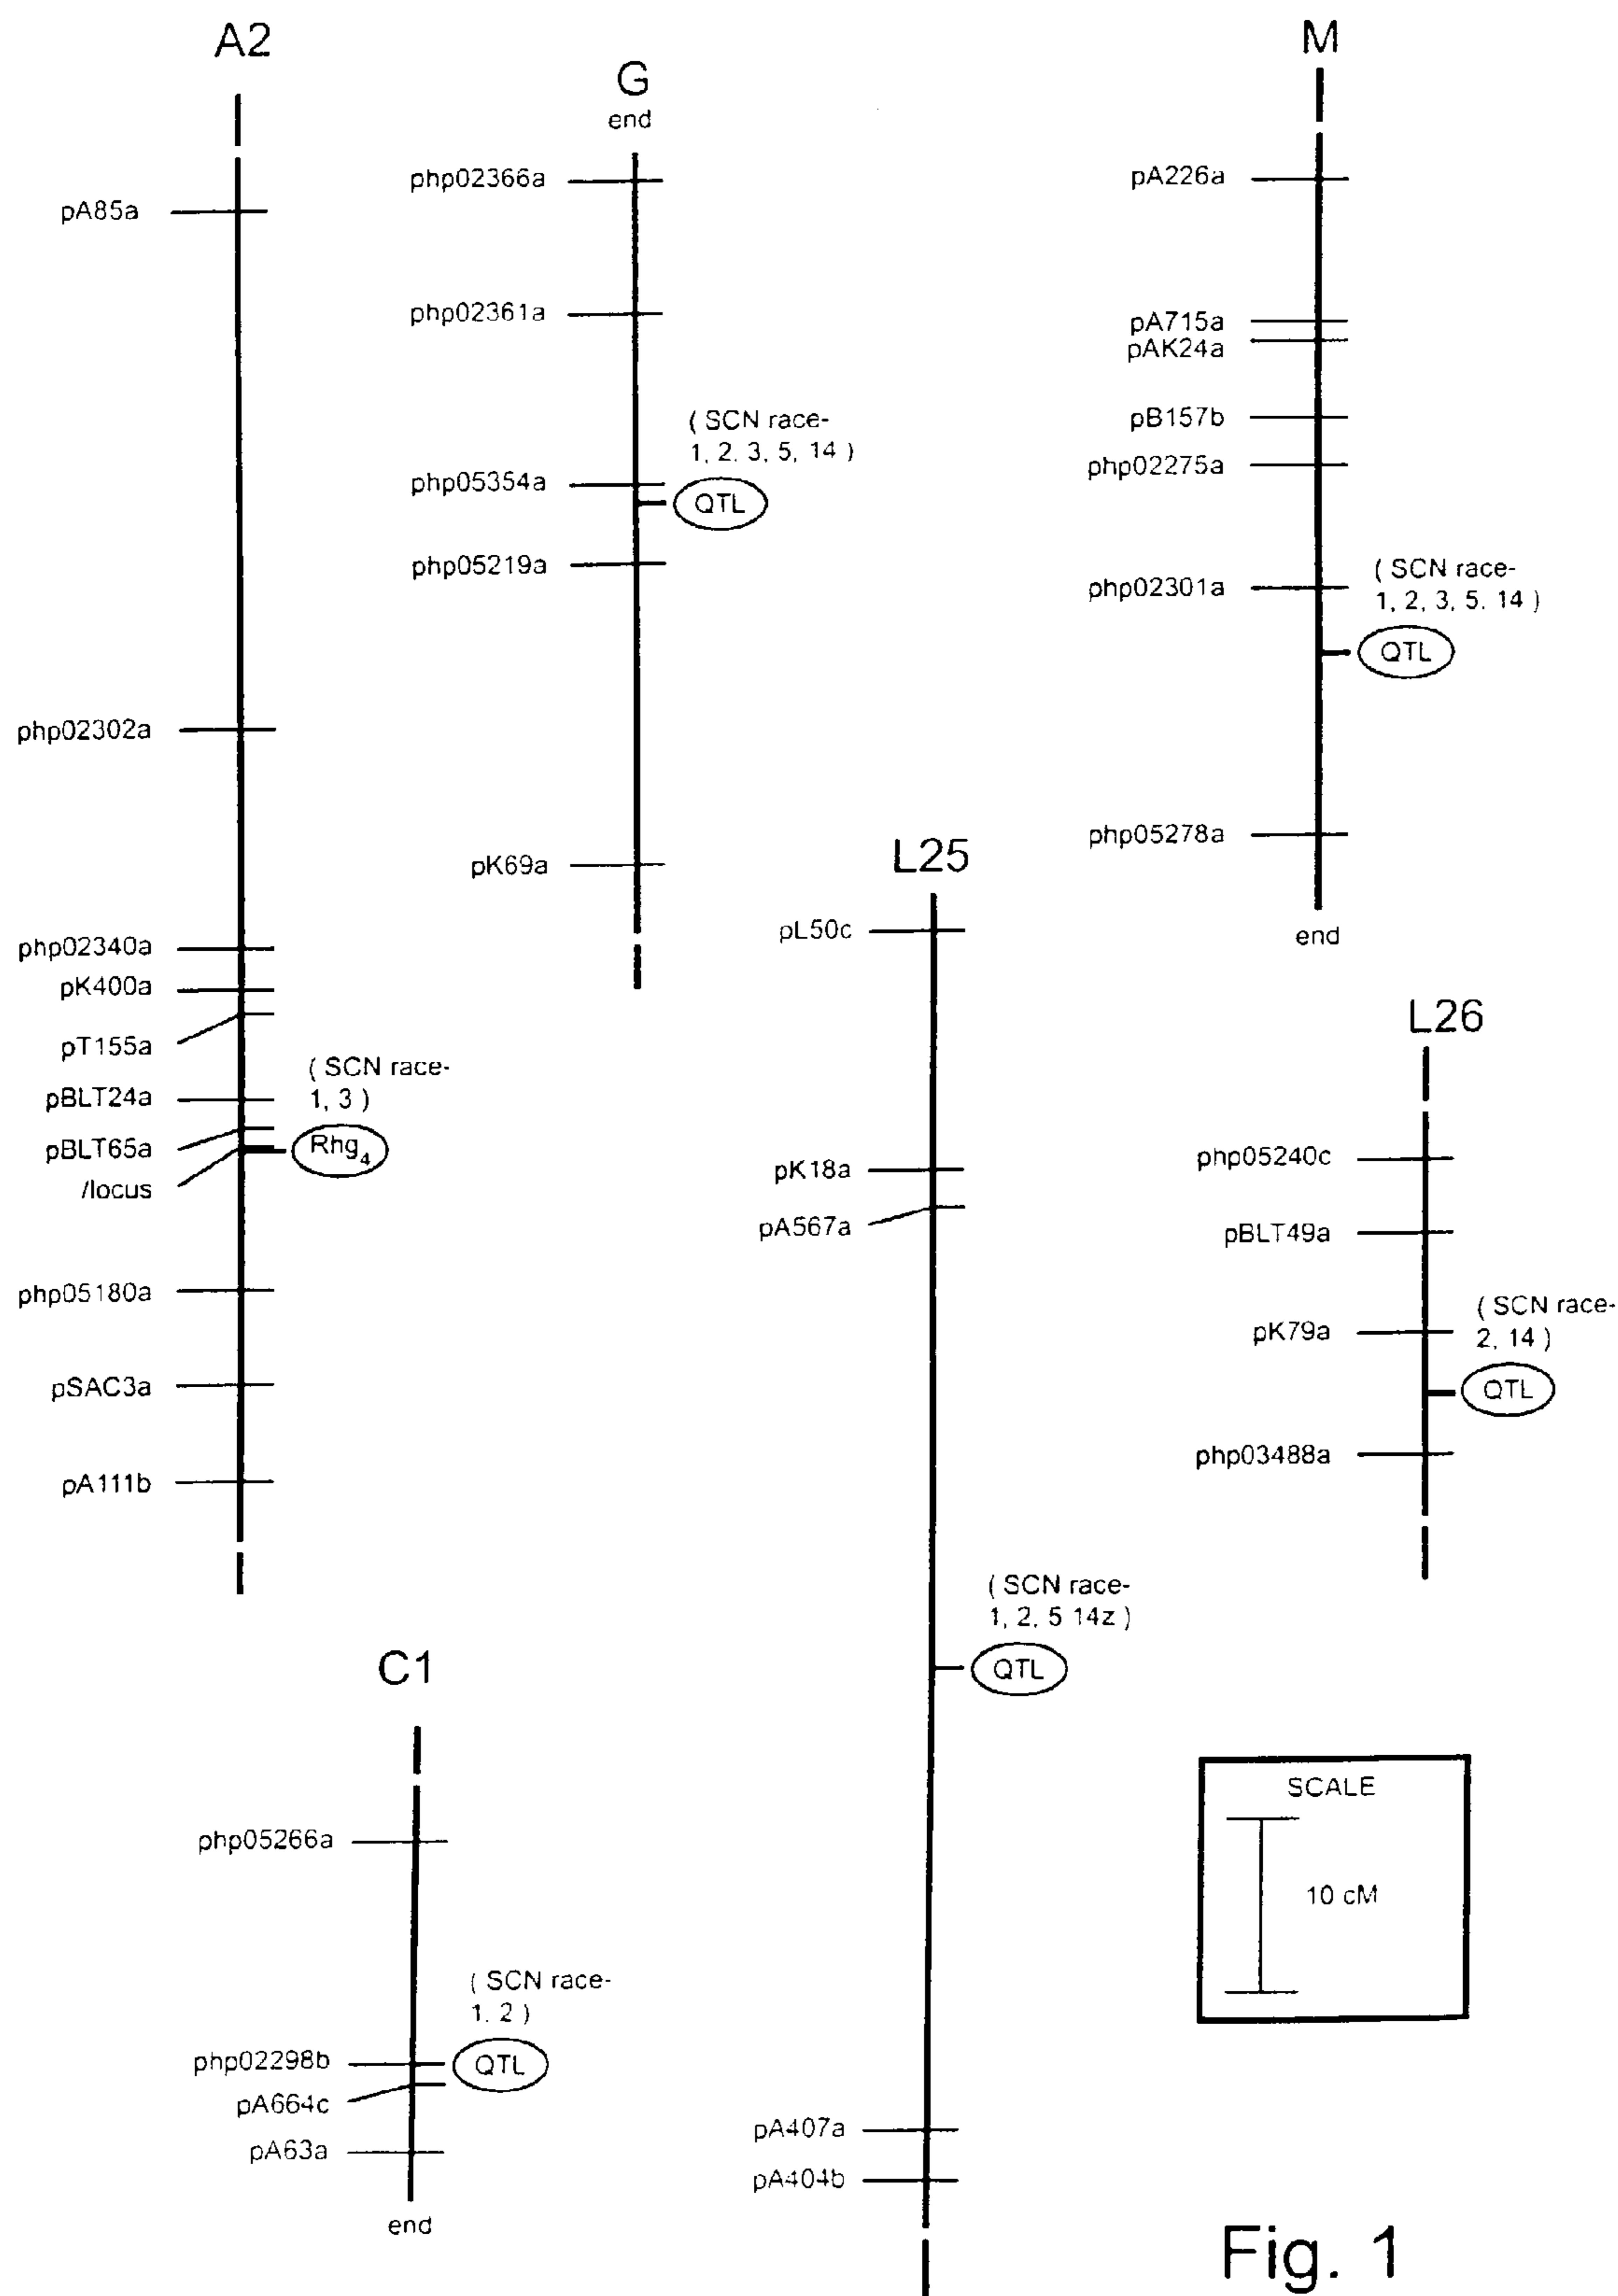 A2
pA85a
php02302a
php02340a
pK400a
pT155a
pBLT24a
pBLT65a
/locus
php05180a
pSAC3a
pA111b
( SCN race-
1, 3 )
Rhg4
G
end
php02366a
php02361a
php05354a
php05219a
pK69a
( SCN race-
1, 2, 3, 5, 14 )
QTL
M
pA226a
pA715a
pAK24a
pB157b
php02275a
php02301a
php05278a
end
( SCN race-
1, 2, 3, 5, 14 )
QTL
L25
pL50c
pK18a
pA567a
pA407a
pA404b
( SCN race-
1, 2, 5 14z )
QTL
L26
php05240c
pBLT49a
pK79a
php03488a
( SCN race-
2, 14 )
QTL
C1
php05266a
php02298b
pA664c
pA63a
end
( SCN race-
1, 2 )
QTL
SCALE
10 cM
Fig. 1